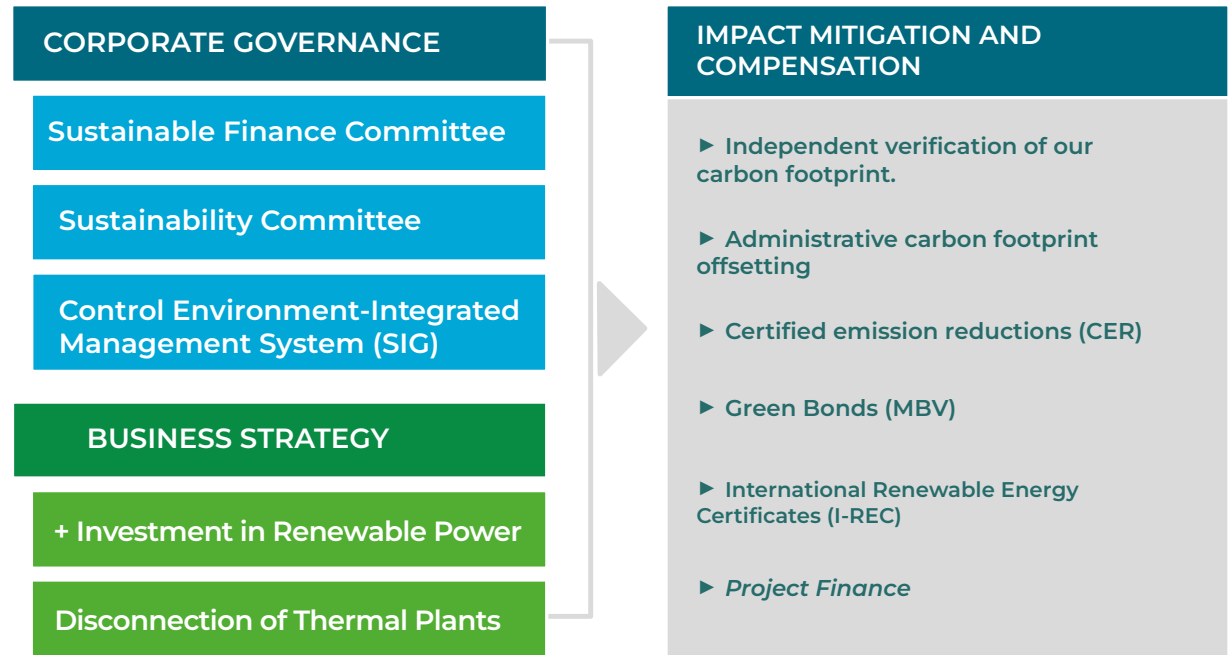 CORPORATE GOVERNANCE
Sustainable Finance Committee
Sustainability Committee
Control Environment-Integrated
Management System (SIG)
BUSINESS STRATEGY
+ Investment in Renewable Power
Disconnection of Thermal Plants
IMPACT MITIGATION AND
COMPENSATION
► Independent verification of our
carbon footprint.
► Administrative carbon footprint
offsetting
► Certified emission reductions (CER)
► Green Bonds (MBV)
► International Renewable Energy
Certificates (I-REC)
► Project Finance